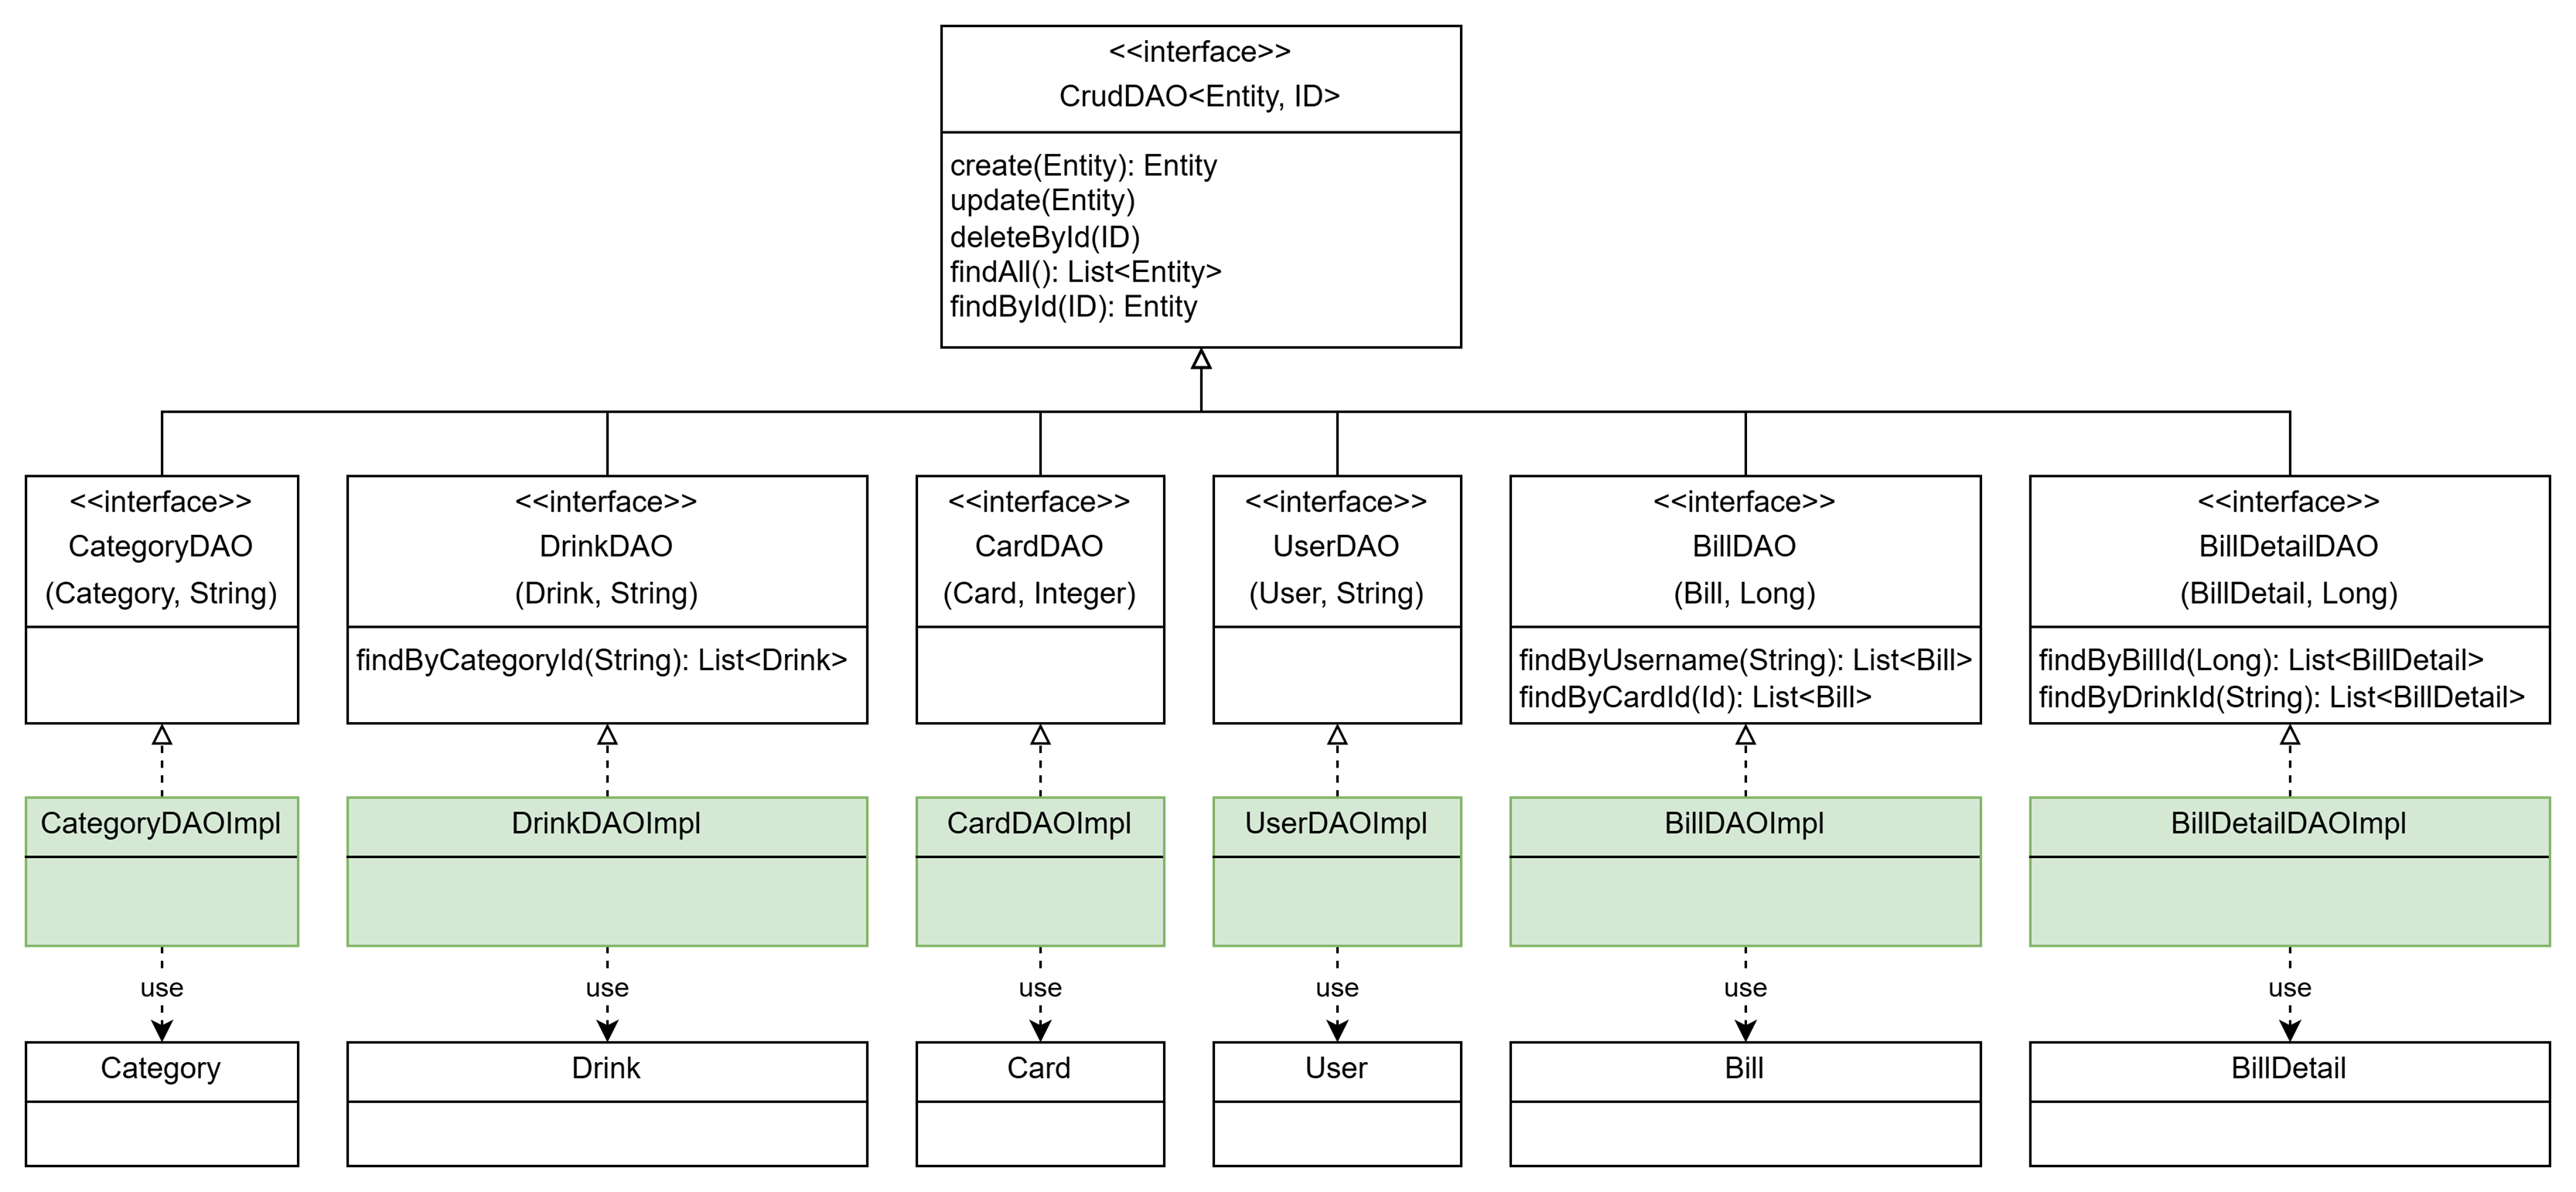 <<interface>>
CrudDAO<Entity, ID>
create(Entity): Entity
update(Entity)
deleteById(ID)
findAll(): List<Entity>
findById(ID): Entity
<<interface>>
CategoryDAO
(Category, String)
<<interface>>
DrinkDAO
(Drink, String)
findByCategoryId(String): List<Drink>
<<interface>>
CardDAO
(Card, Integer)
<<interface>>
UserDAO
(User, String)
<<interface>>
BillDAO
(Bill, Long)
findByUsername(String): List<Bill>
findByCardId(Id): List<Bill>
<<interface>>
BillDetailDAO
(BillDetail, Long)
findByBillId(Long): List<BillDetail>
findByDrinkId(String): List<BillDetail>
CategoryDAOImpl
DrinkDAOImpl
CardDAOImpl
UserDAOImpl
BillDAOImpl
BillDetailDAOImpl
use
use
use
use
use
use
Category
Drink
Card
User
Bill
BillDetail